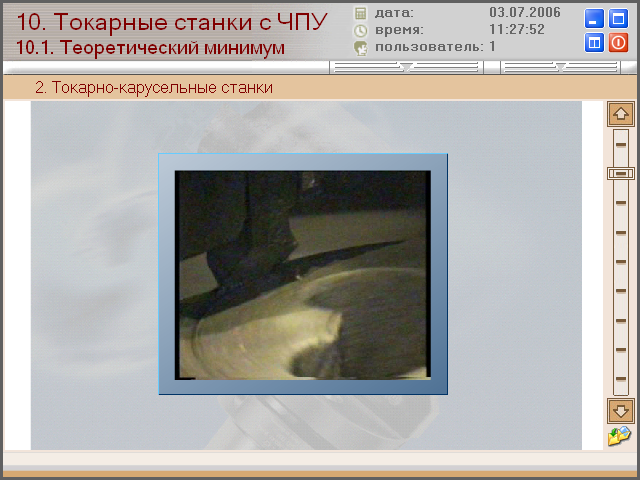 10. Токарные станки с ЧПУ
10.1. Теоретический минимум
дата: 03.07.2006
время: 11:27:52
пользователь: 1
2. Токарно-карусельные станки